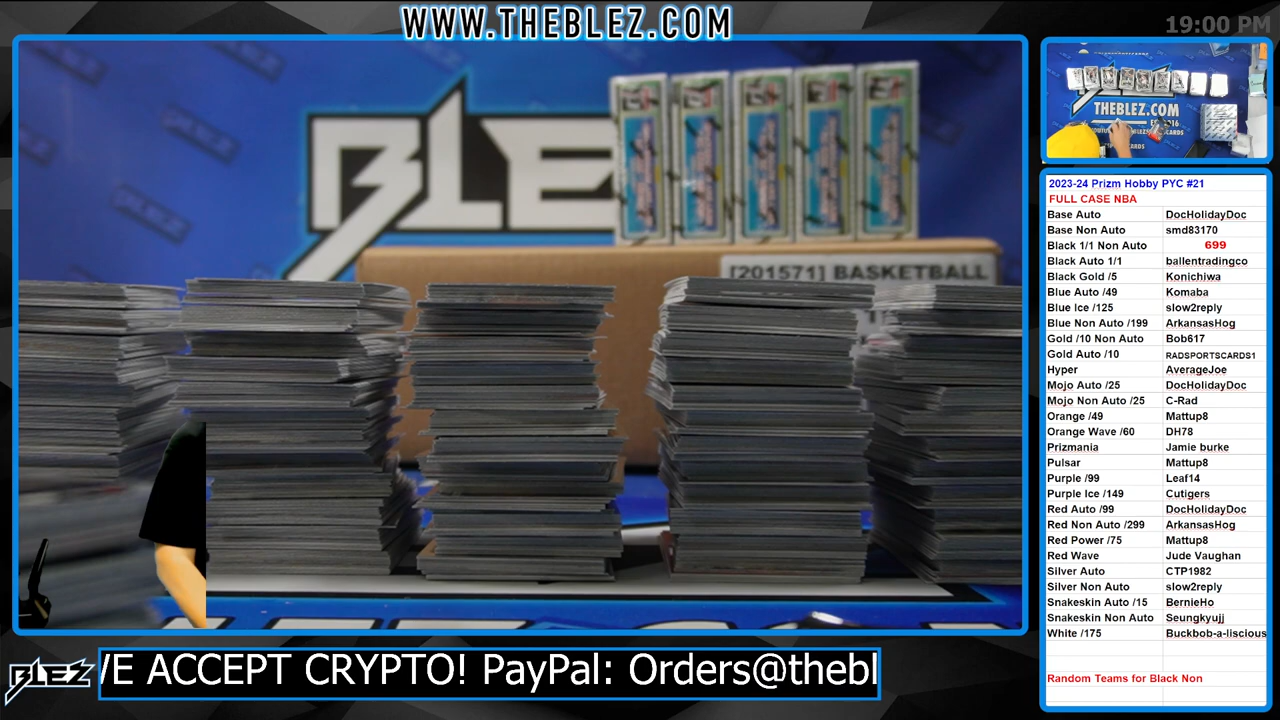 WWW.THEBLEZ.COM
19:00 PM
BLEZ
[201571] BASKETBALL
THEBLEZ.COM
2023-24 Prizm Hobby PYC #21
FULL CASE NBA
Base Auto DocHolidayDoc
Base Non Auto smd83170
Black 1/1 Non Auto 699
Black Auto 1/1 ballentradingco
Black Gold /5 Konichiwa
Blue Auto /49 Komaba
Blue Ice /125 slow2reply
Blue Non Auto /199 ArkansasHog
Gold /10 Non Auto Bob617
Gold Auto /10 RADSPORTSCARDS1
Hyper AverageJoe
Mojo Auto /25 DocHolidayDoc
Mojo Non Auto /25 C-Rad
Orange /49 Mattup8
Orange Wave /60 DH78
Prizmania Jamie burke
Pulsar Mattup8
Purple /99 Leaf14
Purple Ice /149 Cutigers
Red Auto /99 DocHolidayDoc
Red Non Auto /299 ArkansasHog
Red Power /75 Mattup8
Red Wave Jude Vaughan
Silver Auto CTP1982
Silver Non Auto slow2reply
Snakeskin Auto /15 BernieHo
Snakeskin Non Auto Seungkyujj
White /175 Buckbob-a-liscious
Random Teams for Black Non
BLEZ
VE ACCEPT CRYPTO! PayPal: Orders@thebl